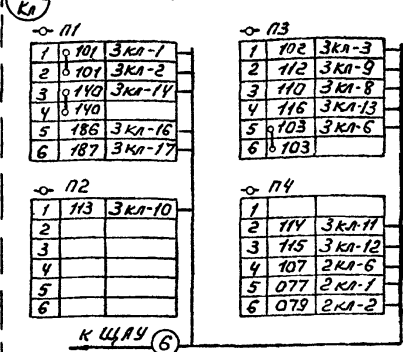 Кл
П1
1 101 3кл-1
2 101 3кл-2
3 140 3кл-14
4 140
5 186 3кл-16
6 187 3кл-17
П3
1 102 3кл-3
2 112 3кл-9
3 110 3кл-8
4 116 3кл-13
5 103 3кл-6
6 103
П2
1 113 3кл-10
2
3
4
5
6
П4
1
2 114 3кл-11
3 115 3кл-12
4 107 2кл-6
5 077 2кл-1
6 079 2кл-2
к ЩАУ 6